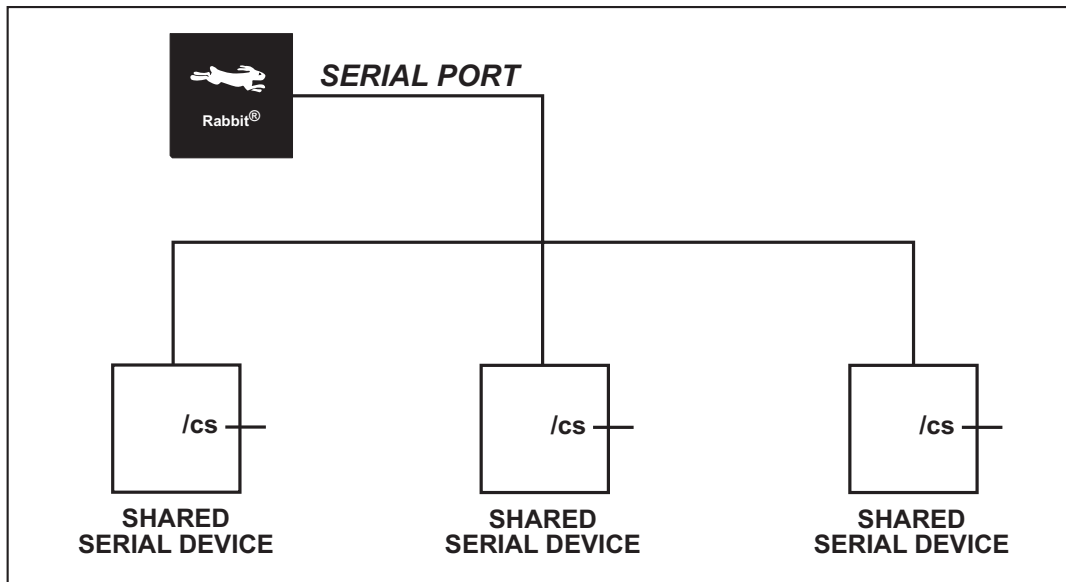 SERIAL PORT
Rabbit®
/cs
/cs
/cs
SHARED
SERIAL DEVICE
SHARED
SERIAL DEVICE
SHARED
SERIAL DEVICE